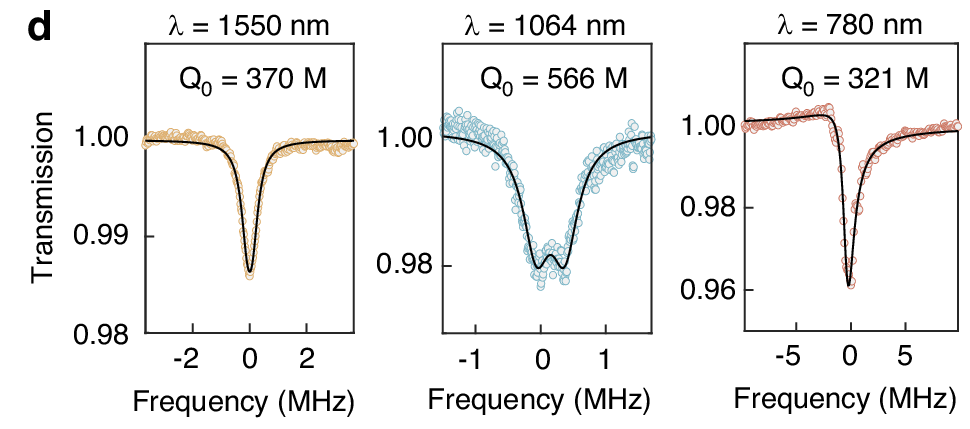 d
λ = 1550 nm
λ = 1064 nm
λ = 780 nm
Q0 = 370 M
Q0 = 566 M
Q0 = 321 M
Transmission
1.00
0.99
0.98
1.00
0.98
1.00
0.98
0.96
-2 0 2
-1 0 1
-5 0 5
Frequency (MHz)
Frequency (MHz)
Frequency (MHz)